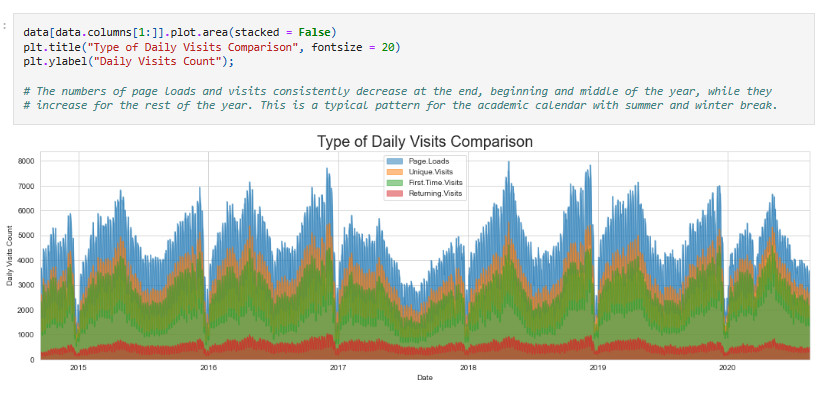 :
data[data.columns[1:]].plot.area(stacked = False)
plt.title("Type of Daily Visits Comparison", fontsize = 20)
plt.ylabel("Daily Visits Count");
# The numbers of page loads and visits consistently decrease at the end, beginning and middle of the year, while they
# increase for the rest of the year. This is a typical pattern for the academic calendar with summer and winter break.
Type of Daily Visits Comparison
Page.Loads
Unique.Visits
First.Time.Visits
Returning.Visits
8000
7000
6000
5000
4000
3000
2000
1000
0
Daily Visits Count
2015 2016 2017 2018 2019 2020
Date